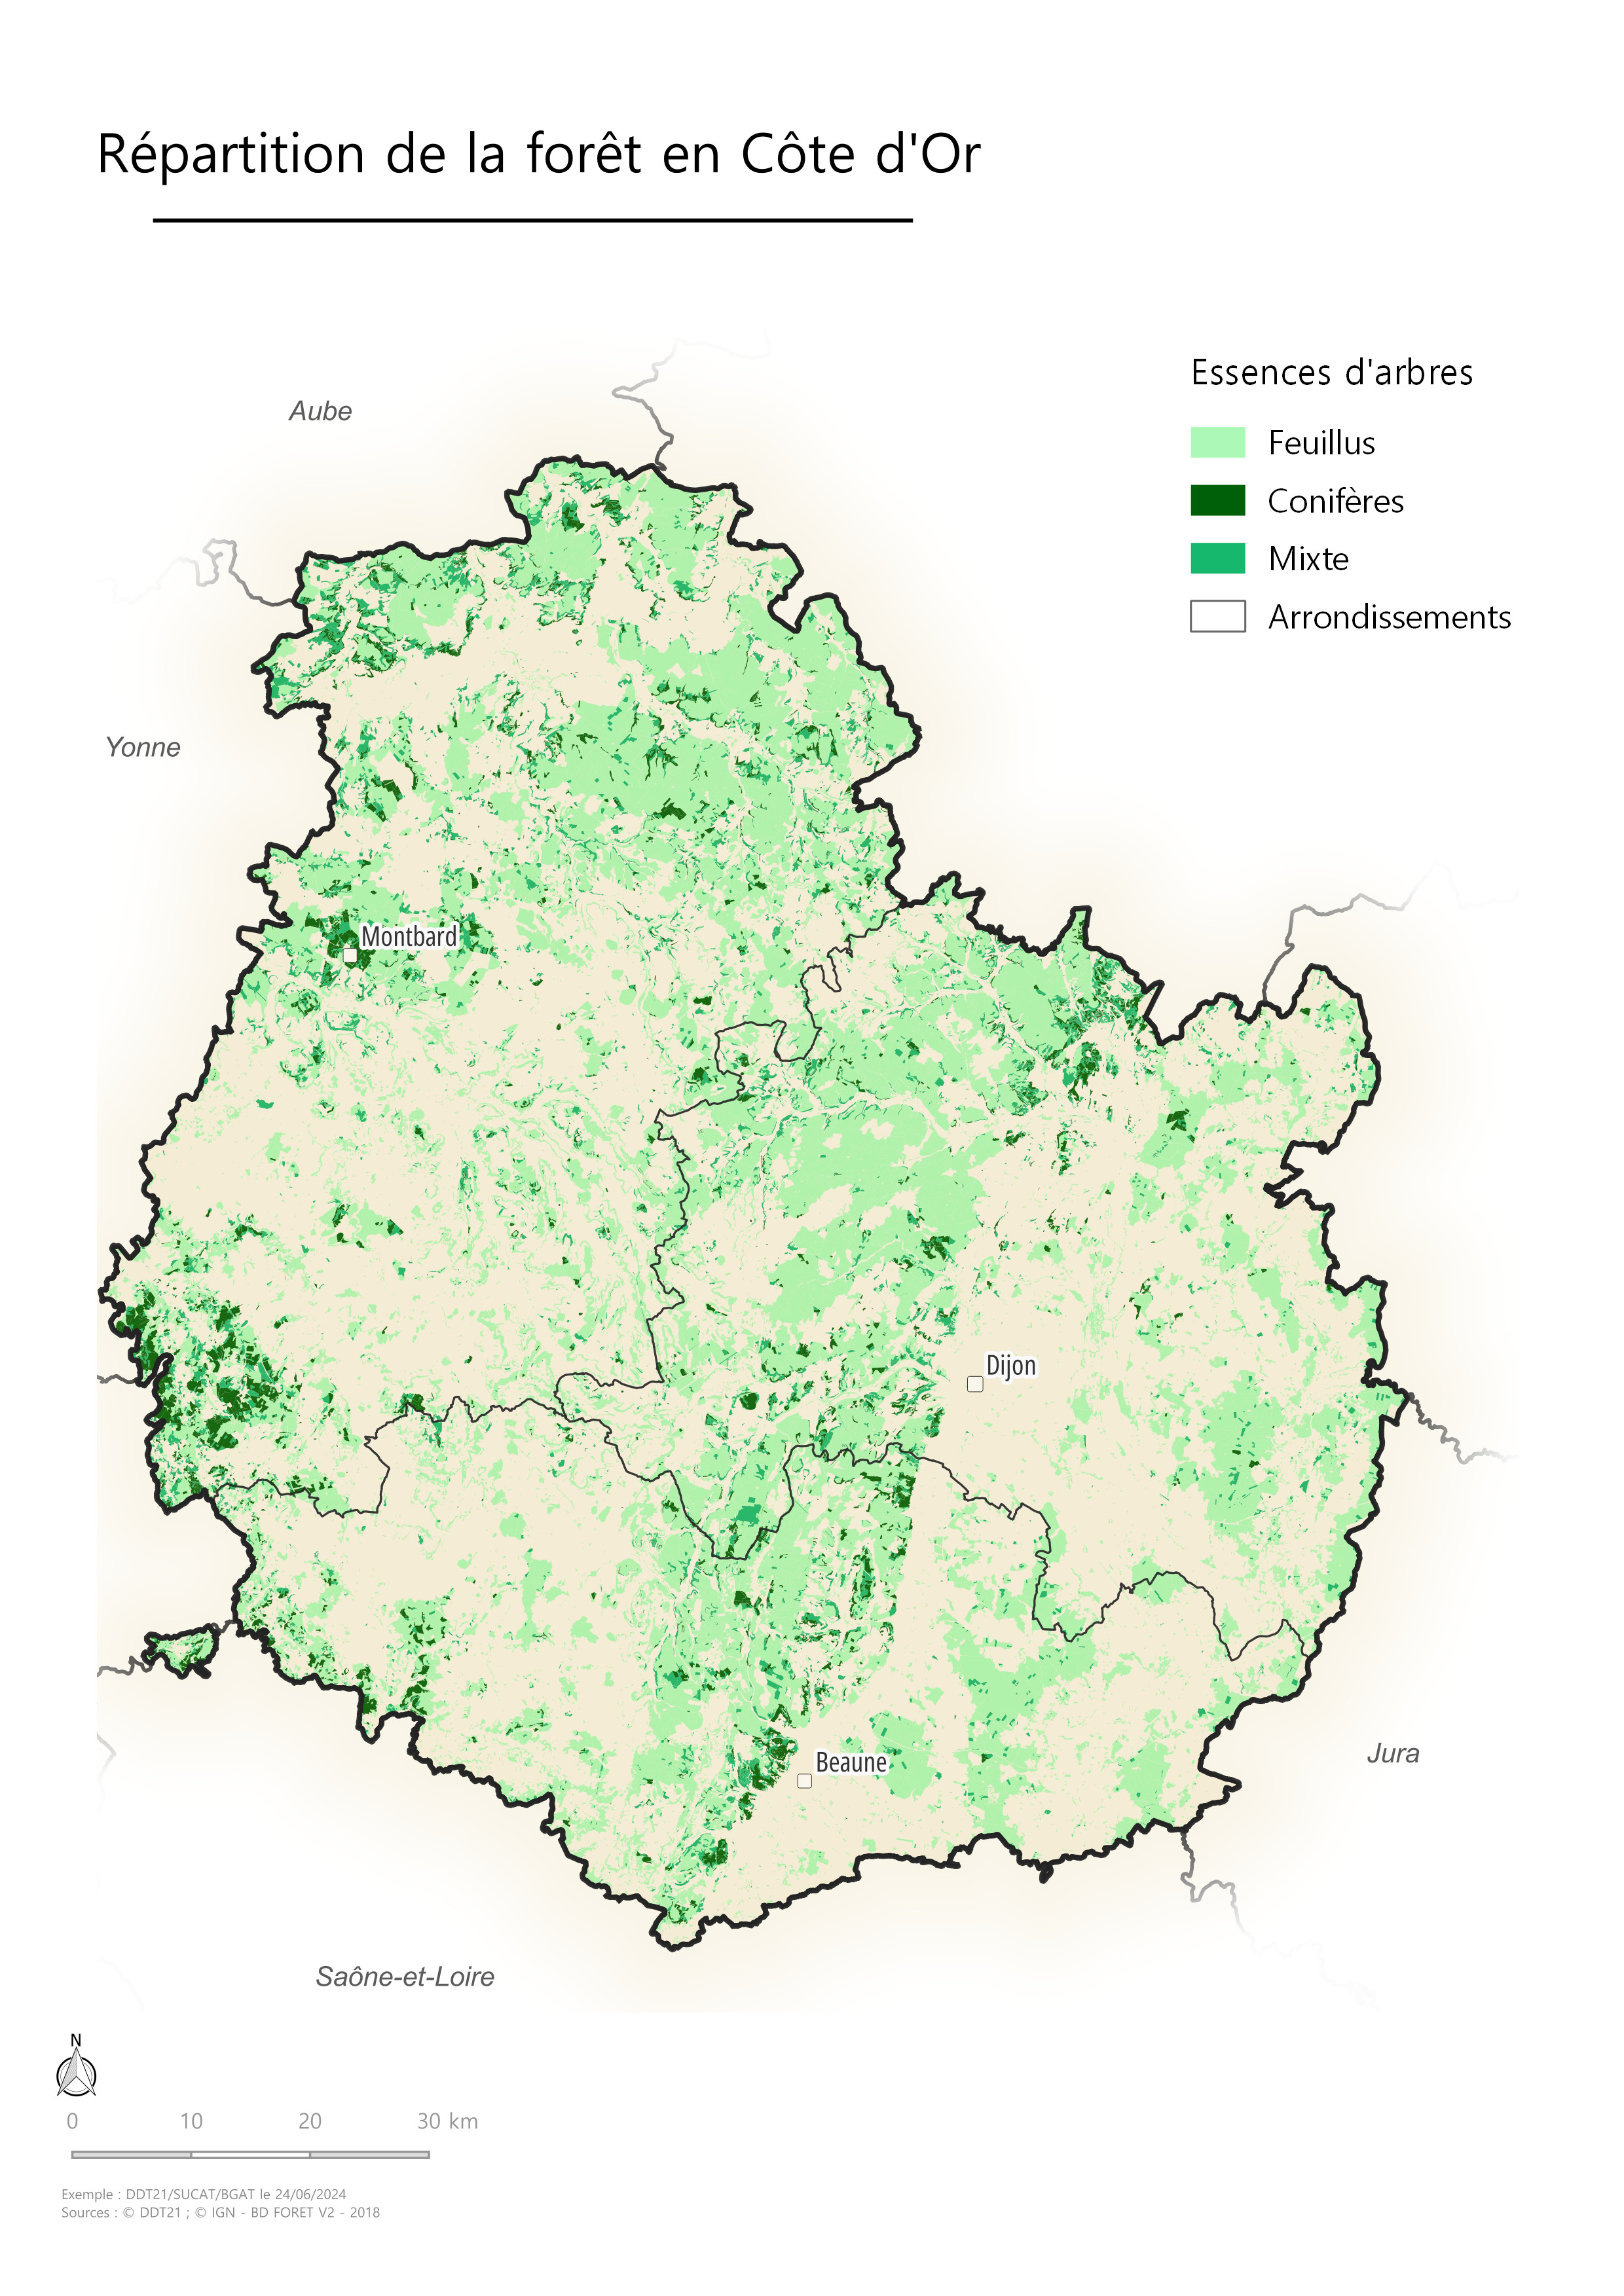 Répartition de la forêt en Côte d'Or
Essences d'arbres
Feuillus
Conifères
Mixte
Arrondissements
Aube
Yonne
Montbard
Dijon
Beaune
Jura
Saône-et-Loire
N
0 10 20 30 km
Exemple : DDT21/SUCAT/BGAT le 24/06/2024
Sources : © DDT21 ; © IGN - BD FORET V2 - 2018